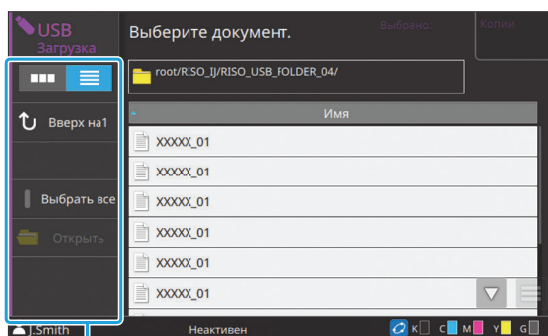 USB
Загрузка
Выберите документ.
Выбрано:
Копии
root/RISO_IJ/RISO_USB_FOLDER_04/
Имя
Вверх на1
XXXXX_01
XXXXX_01
XXXXX_01
Выбрать все
XXXXX_01
Открыть
XXXXX_01
XXXXX_01
J.Smith
Неактивен
K C M Y G